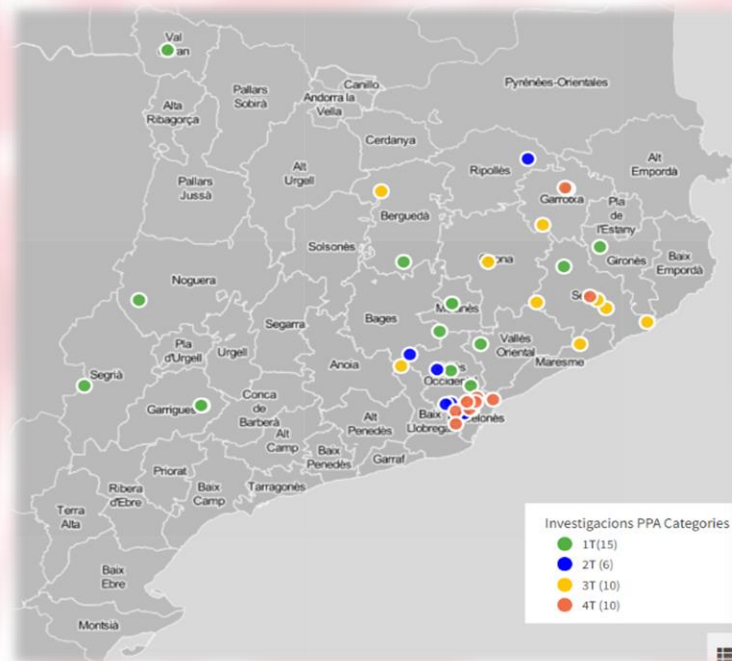 Val
Pallars
Sobirà
Canillo
Andorra la
Vella
Pyrénées-Orientales
Alta
Ribagorça
Cerdanya
Alt
Urgell
Ripollès
Alt
Empordà
Pallars
Jussà
Garrotxa
Berguedà
Pla
de
l'Estany
Solsonès
Gironès
Baix
Empordà
Noguera
Bages
Segarra
Pla
d'Urgell
Urgell
Anoia
Vallès
Oriental
Maresme
Segrià
Occiden
Garrigues
Conca
de
Barberà
Alt
Penedès
Baix
Llobrega
Alt
Camp
Baix
Penedès
Garraf
Priorat
Tarragonès
Ribera
d'Ebre
Baix
Camp
Terra
Alta
Baix
Ebre
Montsià
Investigacions PPA Categories
1T(15)
2T (6)
3T (10)
4T (10)